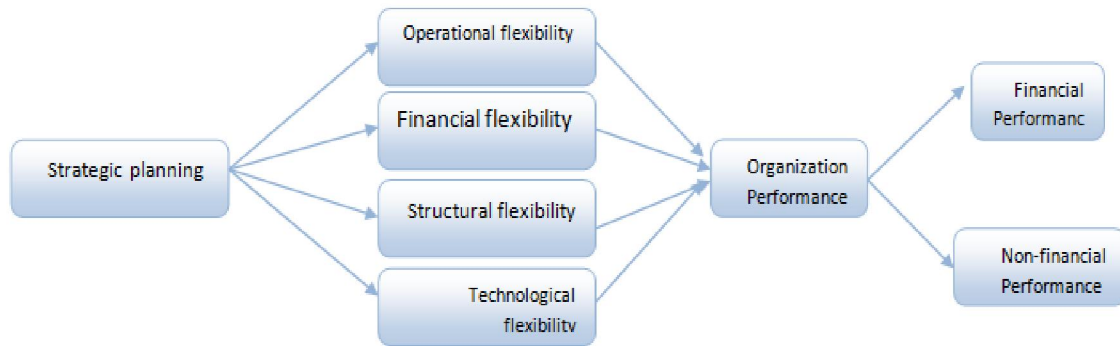 Strategic planning
Operational flexibility
Financial flexibility
Structural flexibility
Technological
flexibility
Organization
Performance
Financial
Performanc
Non-financial
Performance